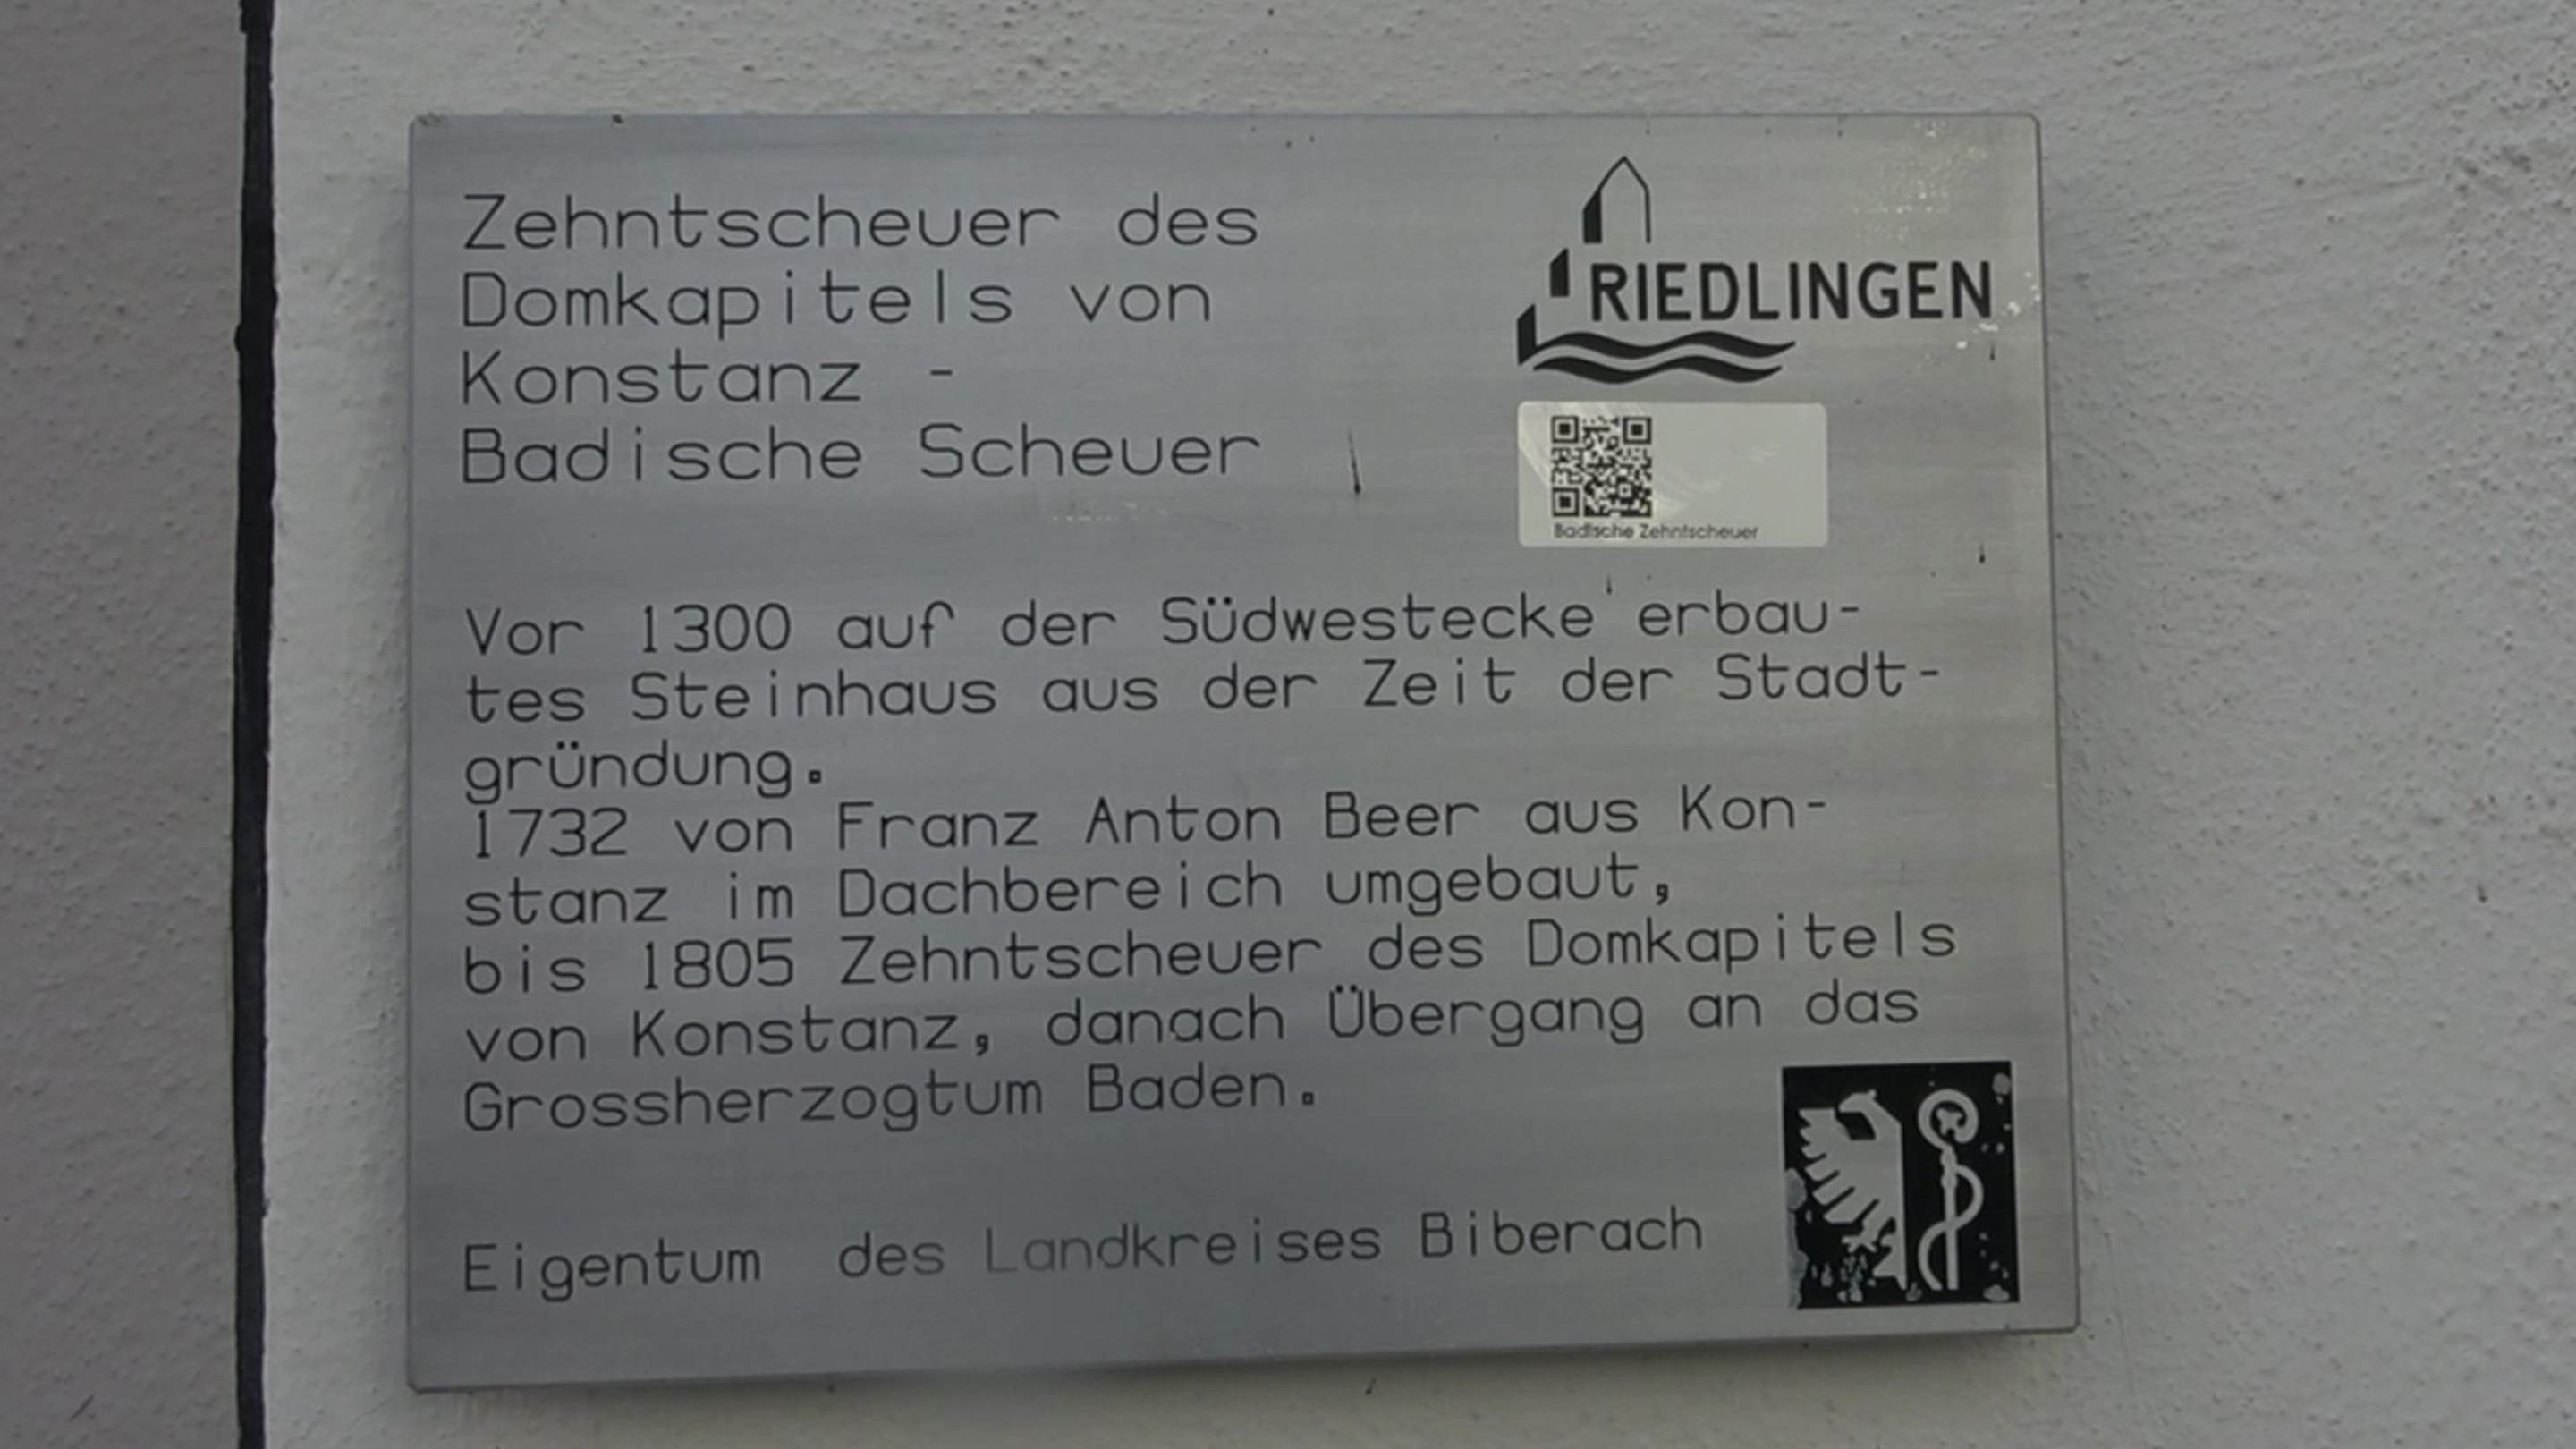 Zehntscheuer des
Domkapitels von
Konstanz -
Badische Scheuer
RIEDLINGEN
Badische Zehntscheuer
Vor 1300 auf der Südwestecke erbau-
tes Steinhaus aus der Zeit der Stadt-
gründung.
1732 von Franz Anton Beer aus Kon-
stanz im Dachbereich umgebaut,
bis 1805 Zehntscheuer des Domkapitels
von Konstanz, danach Übergang an das
Grossherzogtum Baden.
Eigentum des Landkreises Biberach